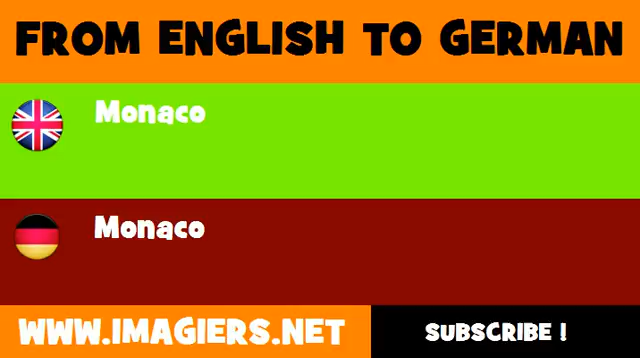 FROM ENGLISH TO GERMAN
Monaco
Monaco
WWW.IMAGIERS.NET
SUBSCRIBE !